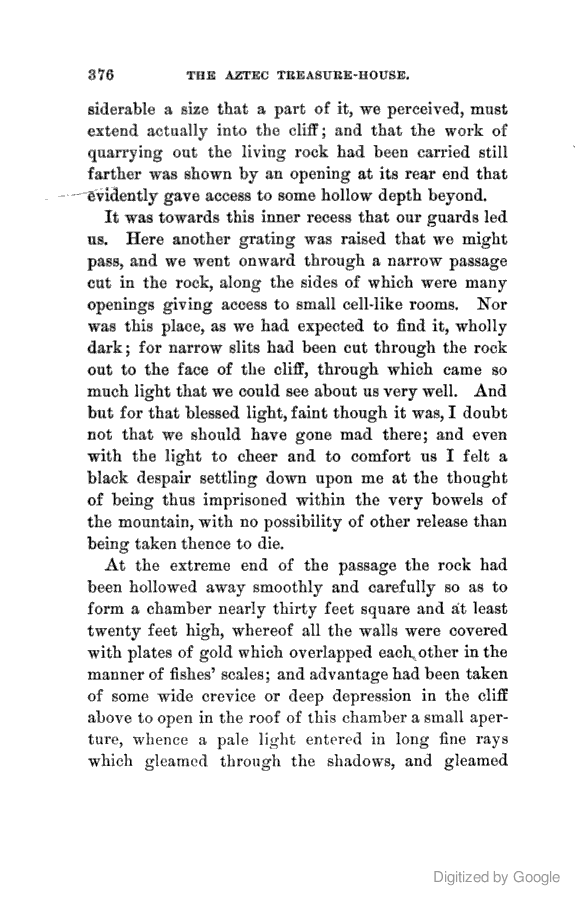 376 THE AZTEC TREASURE-HOUSE.
siderable a size that a part of it, we perceived, must
extend actually into the cliff; and that the work of
quarrying out the living rock had been carried still
farther was shown by an opening at its rear end that
evidently gave access to some hollow depth beyond.
It was towards this inner recess that our guards led
us. Here another grating was raised that we might
pass, and we went onward through a narrow passage
cut in the rock, along the sides of which were many
openings giving access to small cell-like rooms. Nor
was this place, as we had expected to find it, wholly
dark; for narrow slits had been cut through the rock
out to the face of the cliff, through which came so
much light that we could see about us very well. And
but for that blessed light, faint though it was, I doubt
not that we should have gone mad there; and even
with the light to cheer and to comfort us I felt a
black despair settling down upon me at the thought
of being thus imprisoned within the very bowels of
the mountain, with no possibility of other release than
being taken thence to die.
At the extreme end of the passage the rock had
been hollowed away smoothly and carefully so as to
form a chamber nearly thirty feet square and at least
twenty feet high, whereof all the walls were covered
with plates of gold which overlapped each other in the
manner of fishes' scales; and advantage had been taken
of some wide crevice or deep depression in the cliff
above to open in the roof of this chamber a small aper-
ture, whence a pale light entered in long fine rays
which gleamed through the shadows, and gleamed
Digitized by Google